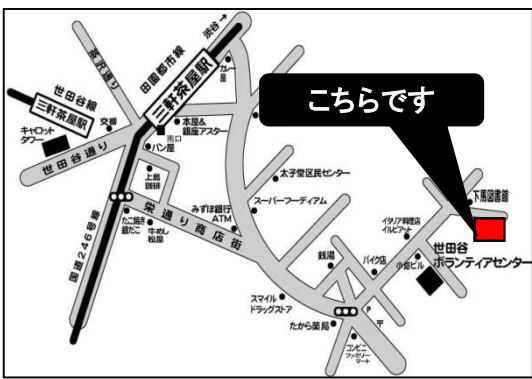 渋谷→
田園都市線
三軒茶屋駅
茶沢通り
世田谷線
三軒茶屋駅
キャロット
タワー
交番
世田谷通り
カレー
屋
本屋&
銀座アスター
南口
パン屋
上島
珈琲
こちらです
太子堂区民センター
スーパーフーディアム
みずほ銀行
ATM
栄通り商店街
たこ焼き
銀だこ
牛めし
松屋
国道246号線
下馬図書館
イタリア料理店
イルピアット
世田谷
ボランティアセンター
小畑ビル
バイク店
銭湯
スマイル
ドラッグストア
たから薬局
P
〒
コンビニ
ファミリー
マート